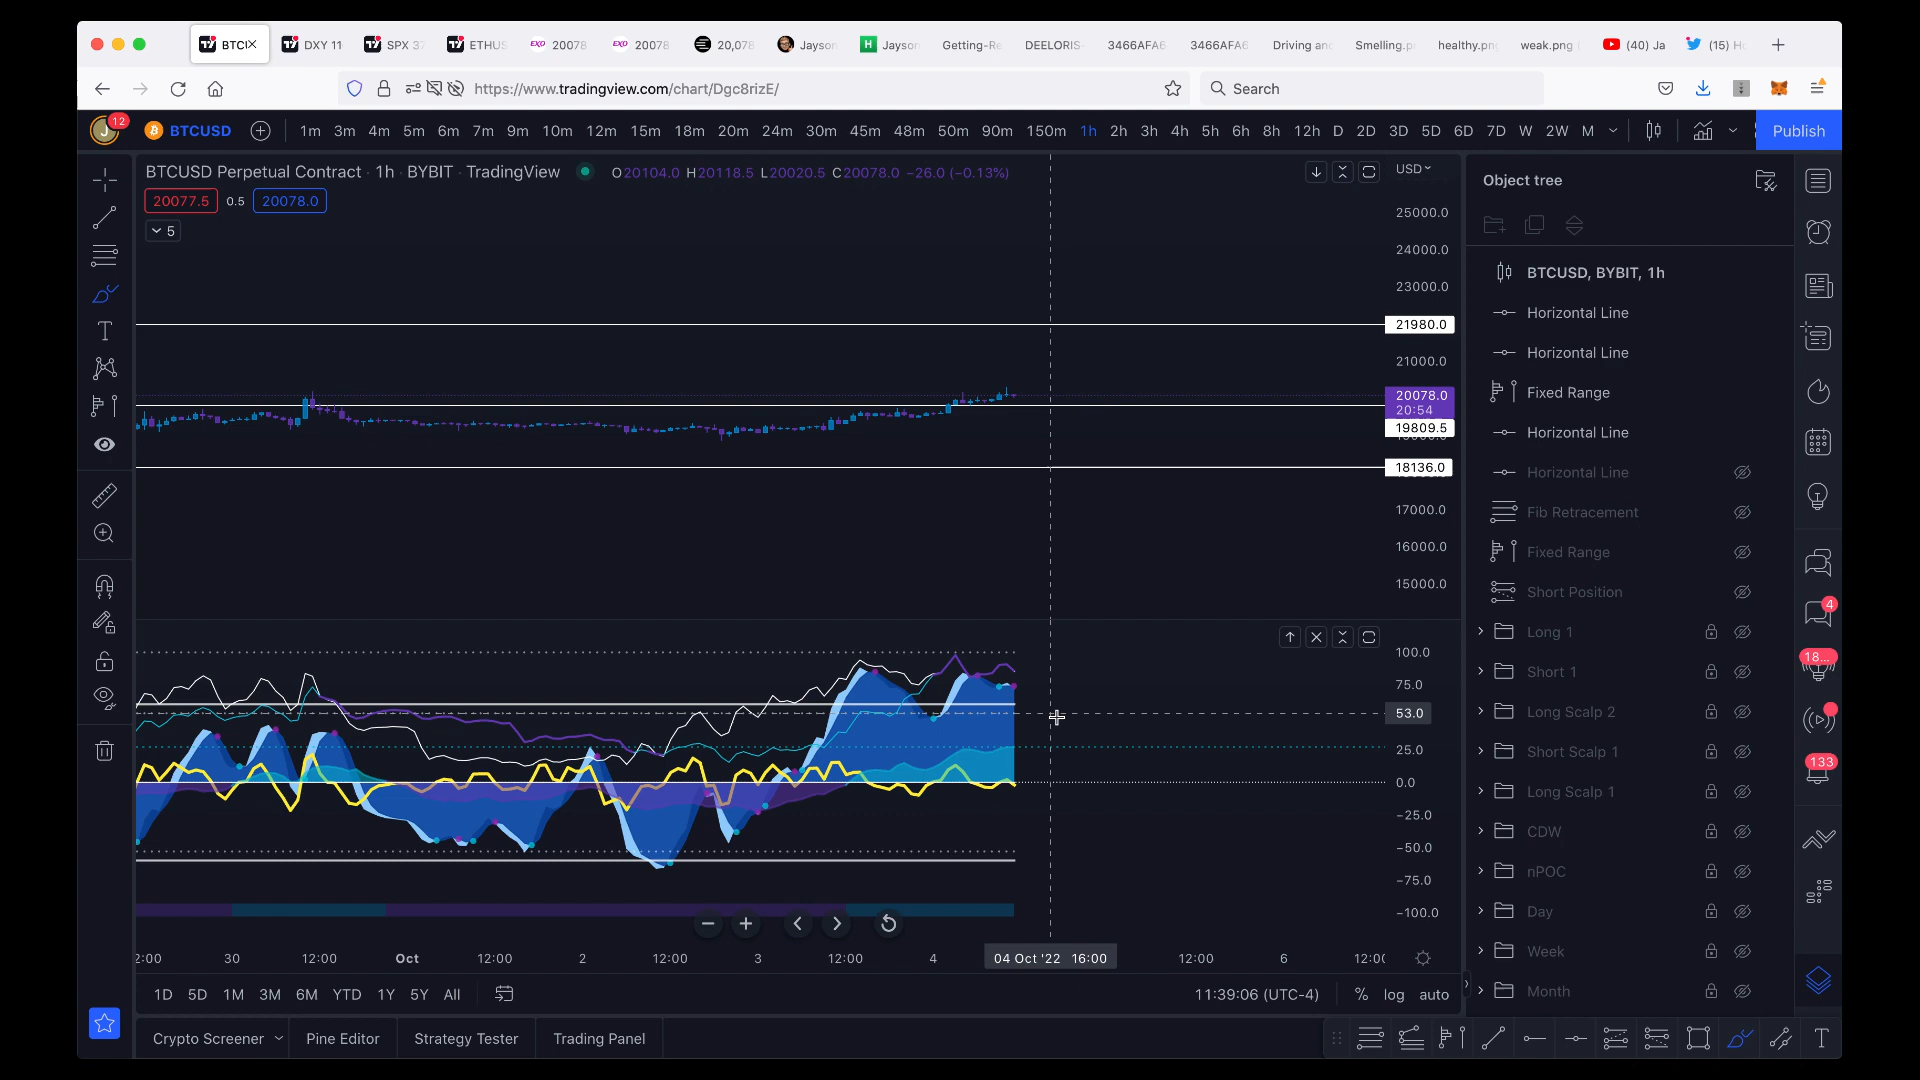 BTC
DXY 11
SPX 37
ETHUS
EXO 20078
EXO 20078
20,078
Jayson
H Jayson
Getting-Re
DEELORIS-
3466AFA6
3466AFA6
Driving and
Smelling.p
healthy.png
weak.png
(40) Ja
(15) Ho
https://www.tradingview.com/chart/Dgc8rizE/
Search
J 12
BTCUSD
1m 3m 4m 5m 6m 7m 9m 10m 12m 15m 18m 20m 24m 30m 45m 48m 50m 90m 150m 1h 2h 3h 4h 5h 6h 8h 12h D 2D 3D 5D 6D 7D W 2W M
Publish
BTCUSD Perpetual Contract · 1h · BYBIT · TradingView
O20104.0 H20118.5 L20020.5 C20078.0 −26.0 (−0.13%)
USD
20077.5 0.5 20078.0
5
25000.0
24000.0
23000.0
21980.0
21000.0
20078.0
20:54
19809.5
18136.0
17000.0
16000.0
15000.0
100.0
75.0
53.0
25.0
0.0
−25.0
−50.0
−75.0
−100.0
2:00 30 12:00 Oct 12:00 2 12:00 3 12:00 4 04 Oct '22 16:00 12:00 6 12:00
1D 5D 1M 3M 6M YTD 1Y 5Y All
11:39:06 (UTC-4) % log auto
Crypto Screener Pine Editor Strategy Tester Trading Panel
Object tree
BTCUSD, BYBIT, 1h
Horizontal Line
Horizontal Line
Fixed Range
Horizontal Line
Horizontal Line
Fib Retracement
Fixed Range
Short Position
Long 1
Short 1
Long Scalp 2
Short Scalp 1
Long Scalp 1
CDW
nPOC
Day
Week
Month
4
18...
133